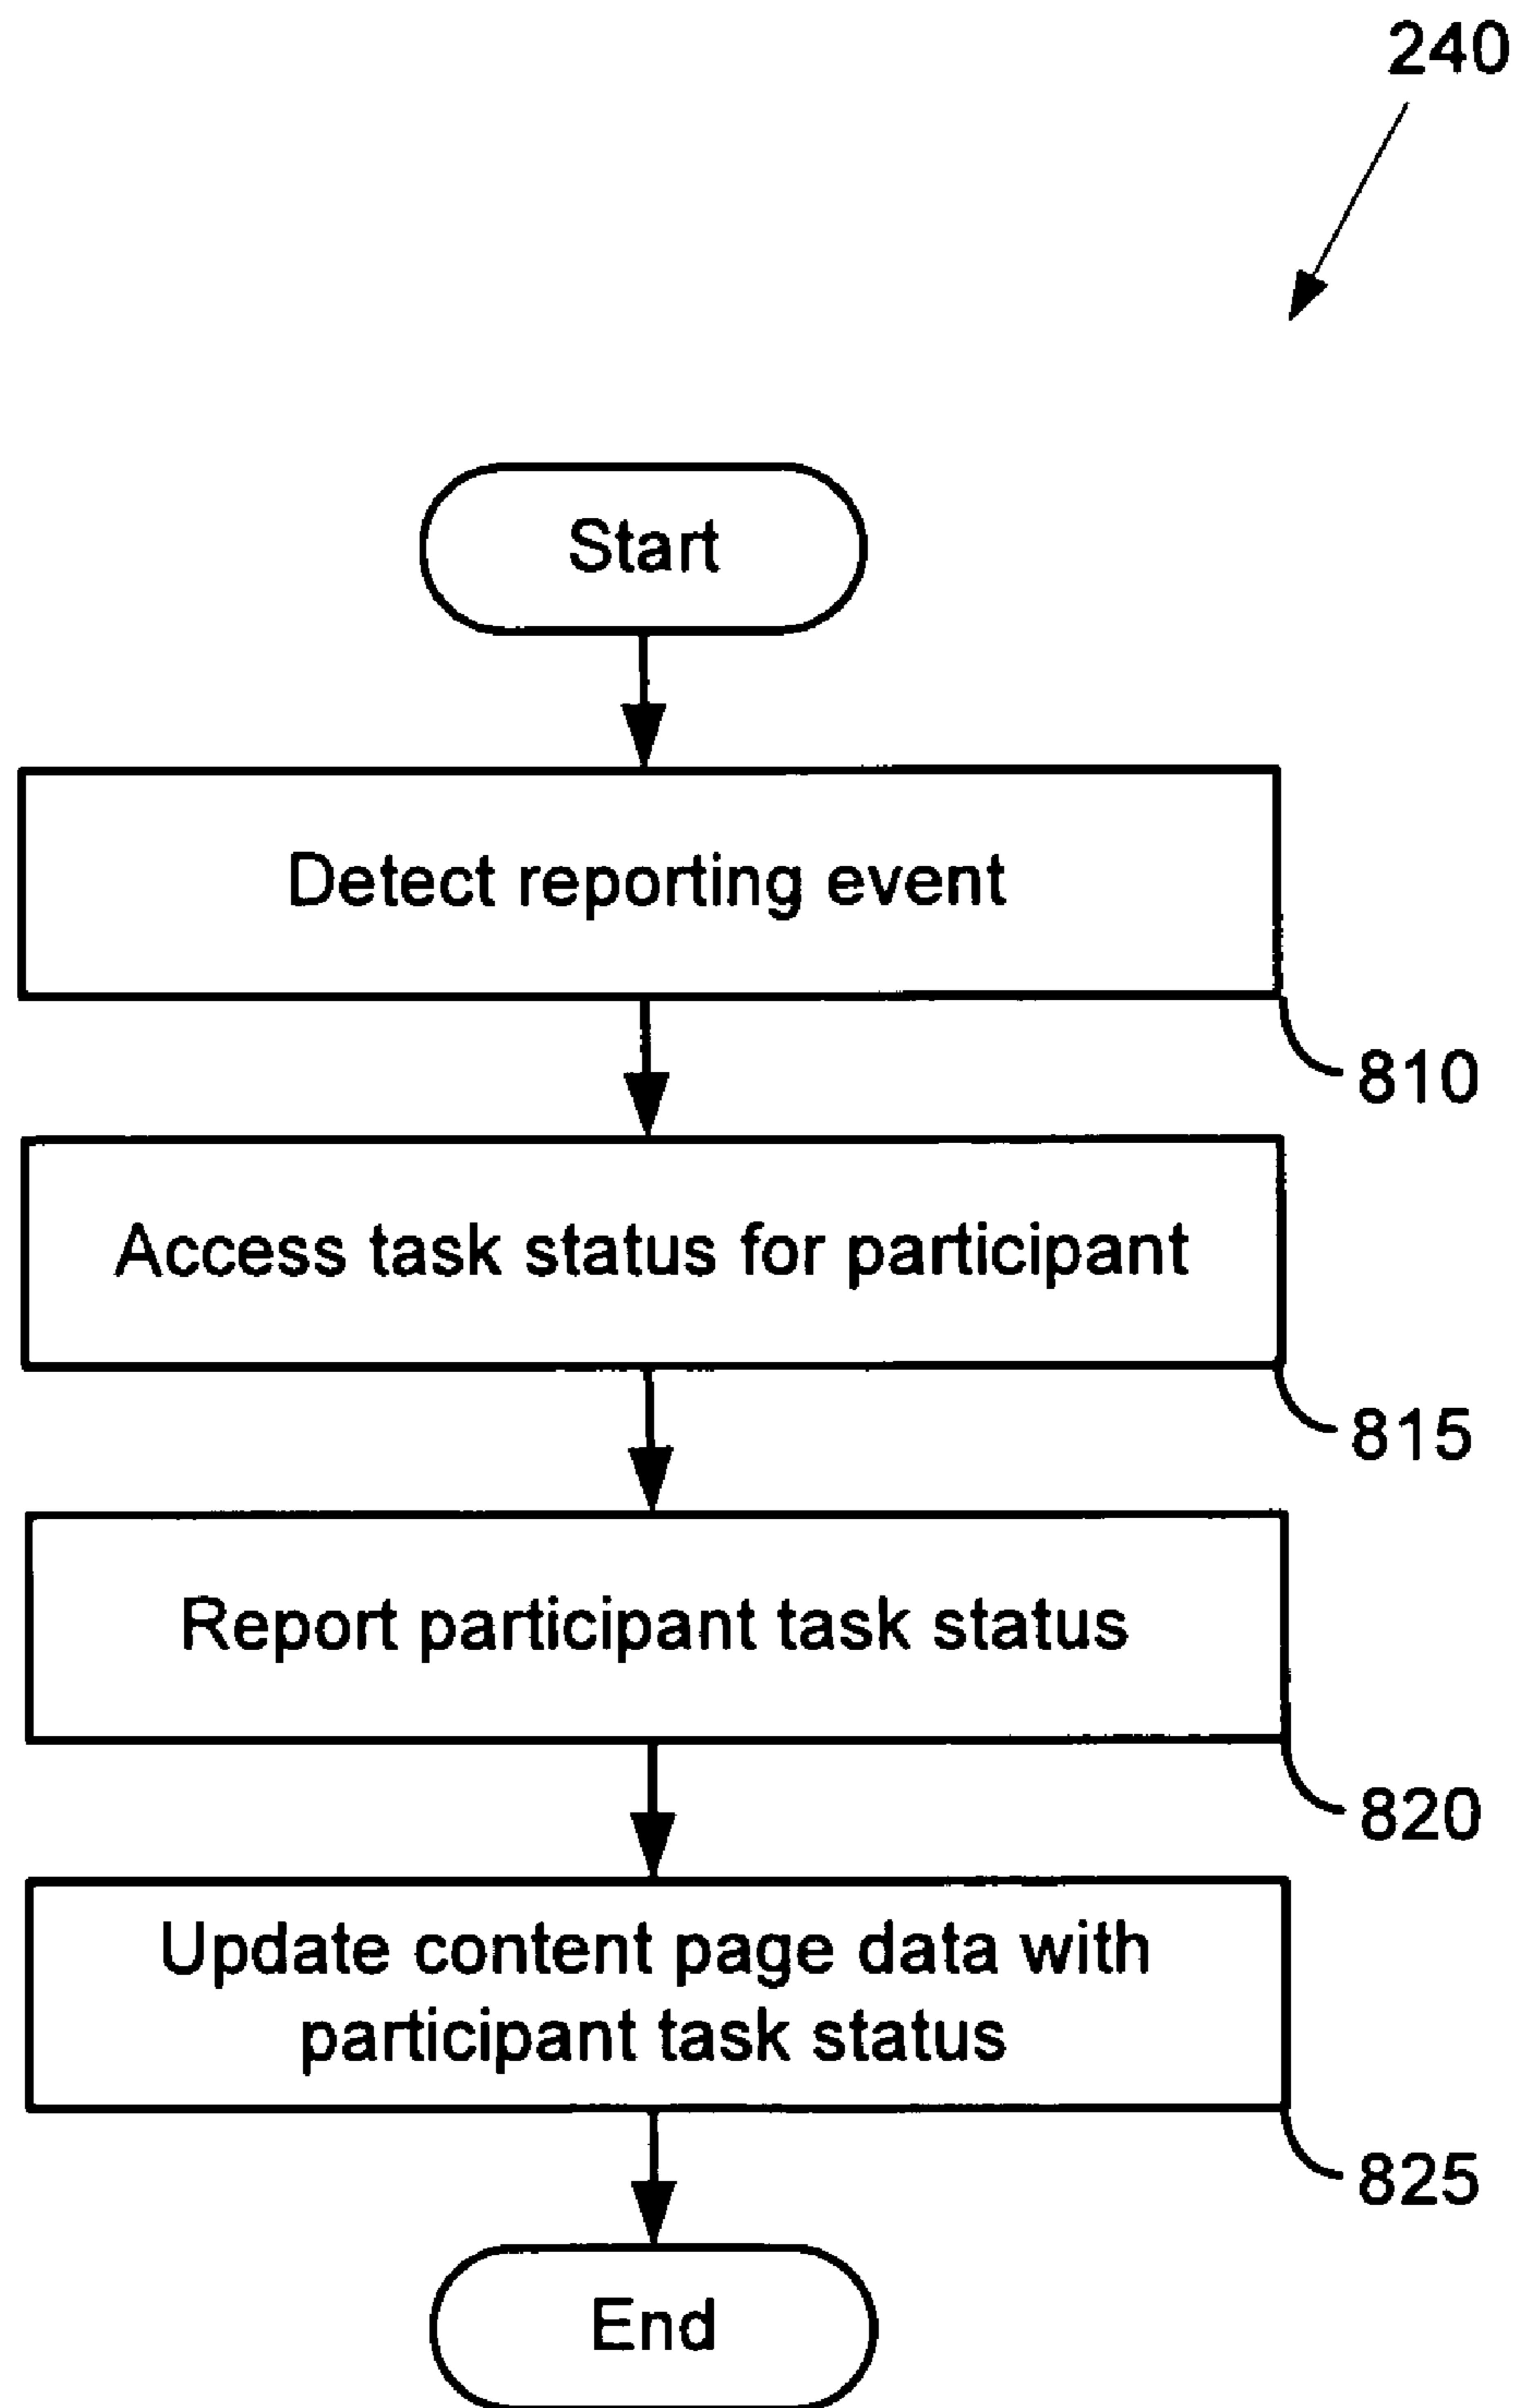 240
Start
Detect reporting event
810
Access task status for participant
815
Report participant task status
820
Update content page data with
participant task status
825
End